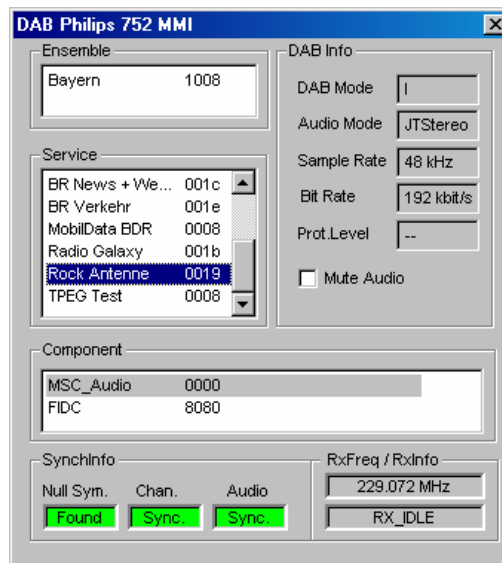 DAB Philips 752 MMI
Ensemble
Bayern 1008
Service
BR News + We... 001c
BR Verkehr 001e
MobilData BDR 0008
Radio Galaxy 001b
Rock Antenne 0019
TPEG Test 0008
DAB Info
DAB Mode I
Audio Mode JTStereo
Sample Rate 48 kHz
Bit Rate 192 kbit/s
Prot.Level --
Mute Audio
Component
MSC_Audio 0000
FIDC 8080
SynchInfo
Null Sym. Chan. Audio
Found Sync. Sync.
RxFreq / RxInfo
229.072 MHz
RX_IDLE